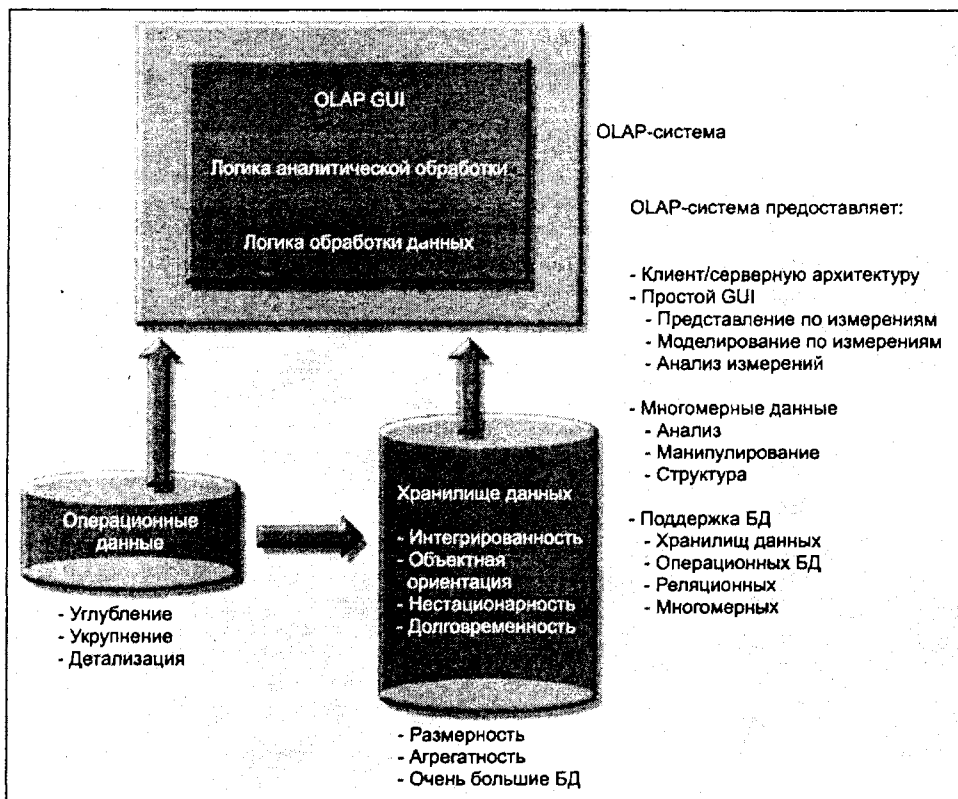 OLAP GUI
Логика аналитической обработки
Логика обработки данных
OLAP-система
OLAP-система предоставляет:
- Клиент/серверную архитектуру
- Простой GUI
- Представление по измерениям
- Моделирование по измерениям
- Анализ измерений
- Многомерные данные
- Анализ
- Манипулирование
- Структура
- Поддержка БД
- Хранилищ данных
- Операционных БД
- Реляционных
- Многомерных
Операционные
данные
- Углубление
- Укрупнение
- Детализация
Хранилище данных
- Интегрированность
- Объектная
ориентация
- Нестационарность
- Долговременность
- Размерность
- Агрегатность
- Очень большие БД